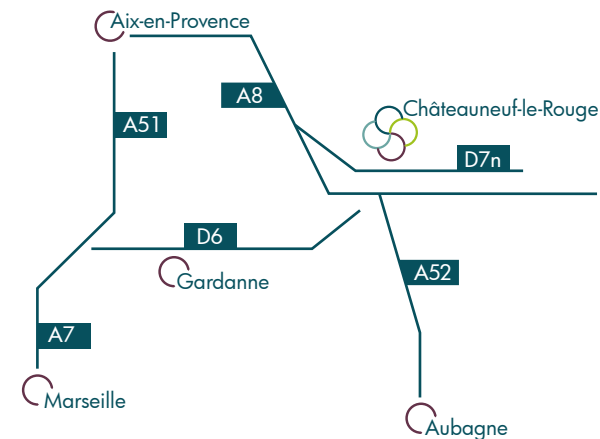 Aix-en-Provence
A8
Châteauneuf-le-Rouge
A51
D7n
D6
Gardanne
A52
A7
Marseille
Aubagne